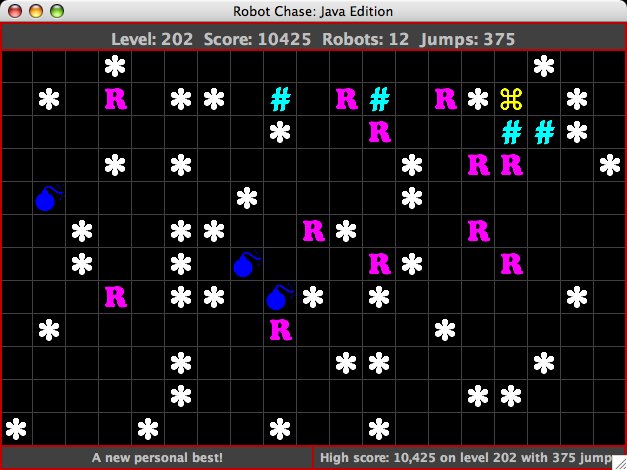 Robot Chase: Java Edition
Level: 202 Score: 10425 Robots: 12 Jumps: 375
* *
* R * * # R # R * ⌘ *
* R # # *
* * * R R *
* *
* * * R * R
* * R * R
R * * * * *
* R *
* * * *
* * *
* * * *
A new personal best!
High score: 10,425 on level 202 with 375 jump